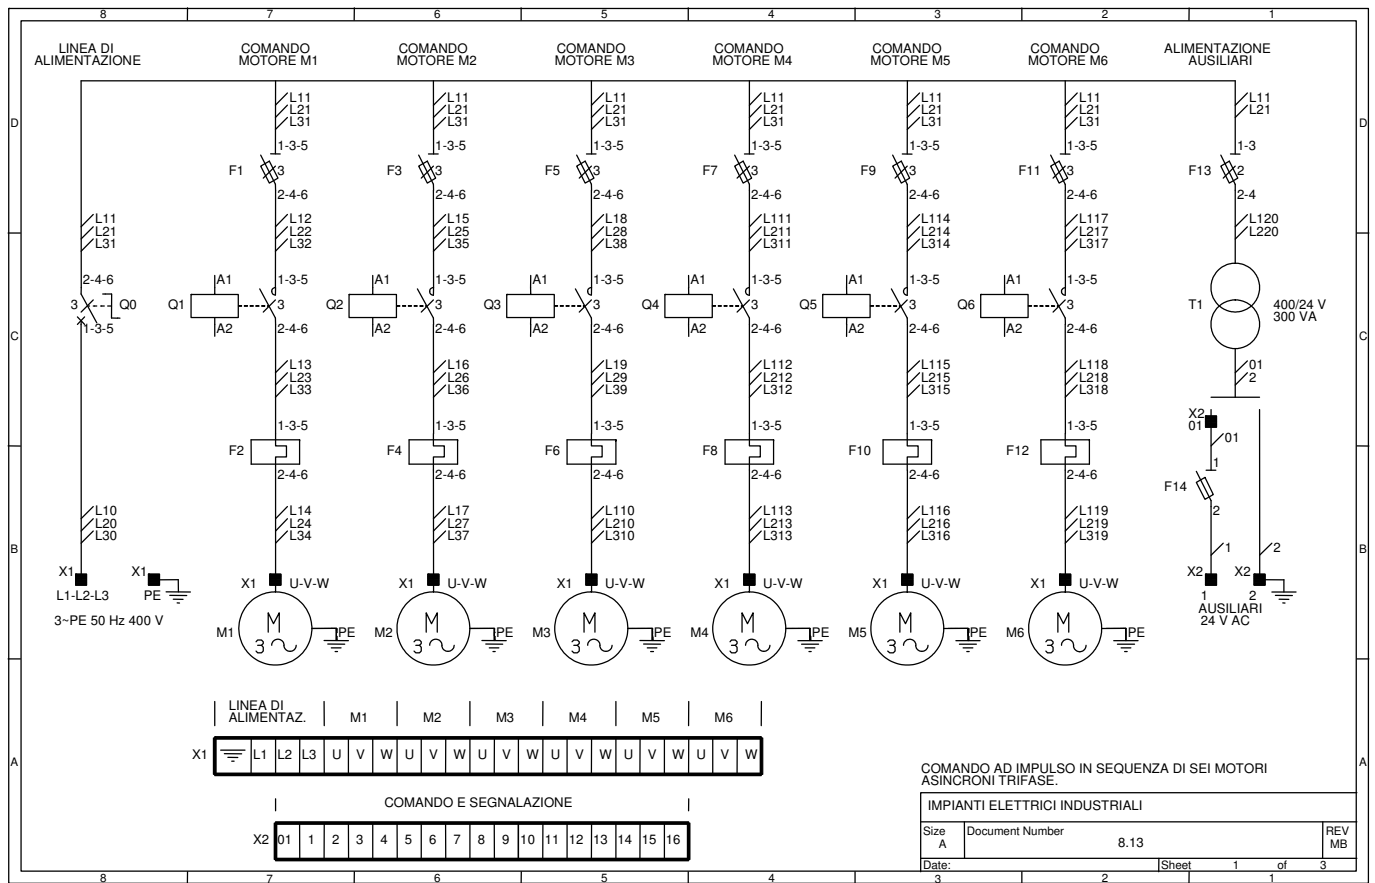 8 7 6 5 4 3 2 1
LINEA DI
ALIMENTAZIONE
COMANDO
MOTORE M1
COMANDO
MOTORE M2
COMANDO
MOTORE M3
COMANDO
MOTORE M4
COMANDO
MOTORE M5
COMANDO
MOTORE M6
ALIMENTAZIONE
AUSILIARI
D
L11 L11 L11 L11 L11 L11 L11
L21 L21 L21 L21 L21 L21 L21
L31 L31 L31 L31 L31 L31
D
1-3-5 1-3-5 1-3-5 1-3-5 1-3-5 1-3-5 1-3
F1 3 F3 3 F5 3 F7 3 F9 3 F11 3 F13 2
2-4-6 2-4-6 2-4-6 2-4-6 2-4-6 2-4-6 2-4
L11 L12 L15 L18 L111 L114 L117 L120
L21 L22 L25 L28 L211 L214 L217 L220
L31 L32 L35 L38 L311 L314 L317
2-4-6 A1 1-3-5 A1 1-3-5 A1 1-3-5 A1 1-3-5 A1 1-3-5 A1 1-3-5
3 Q0 Q1 3 Q2 3 Q3 3 Q4 3 Q5 3 Q6 3 T1 400/24 V
300 VA
1-3-5 A2 2-4-6 A2 2-4-6 A2 2-4-6 A2 2-4-6 A2 2-4-6 A2 2-4-6
C C
L13 L16 L19 L112 L115 L118 01
L23 L26 L29 L212 L215 L218 2
L33 L36 L39 L312 L315 L318
X2
01
1-3-5 1-3-5 1-3-5 1-3-5 1-3-5 1-3-5
01
F2 F4 F6 F8 F10 F12
1
2-4-6 2-4-6 2-4-6 2-4-6 2-4-6 2-4-6
F14
2
L10 L14 L17 L110 L113 L116 L119
L20 L24 L27 L210 L213 L216 L219
L30 L34 L37 L310 L313 L316 L319
B 1 2 B
X1 X1 X1 U-V-W X1 U-V-W X1 U-V-W X1 U-V-W X1 U-V-W X1 U-V-W X2 X2
L1-L2-L3 PE 1 2
3~PE 50 Hz 400 V
AUSILIARI
24 V AC
M M M M M M
M1 PE M2 PE M3 PE M4 PE M5 PE M6 PE
3 3 3 3 3 3
LINEA DI
ALIMENTAZ. M1 M2 M3 M4 M5 M6
X1 L1 L2 L3 U V W U V W U V W U V W U V W U V W
A A
COMANDO E SEGNALAZIONE
X2 01 1 2 3 4 5 6 7 8 9 10 11 12 13 14 15 16
COMANDO AD IMPULSO IN SEQUENZA DI SEI MOTORI
ASINCRONI TRIFASE.
IMPIANTI ELETTRICI INDUSTRIALI
Size
A
Document Number
8.13
REV
MB
Date: Sheet 1 of 3
8 7 6 5 4 3 2 1